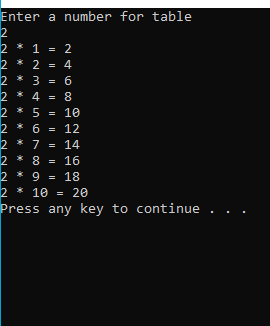 Enter a number for table
2
2 * 1 = 2
2 * 2 = 4
2 * 3 = 6
2 * 4 = 8
2 * 5 = 10
2 * 6 = 12
2 * 7 = 14
2 * 8 = 16
2 * 9 = 18
2 * 10 = 20
Press any key to continue . . .